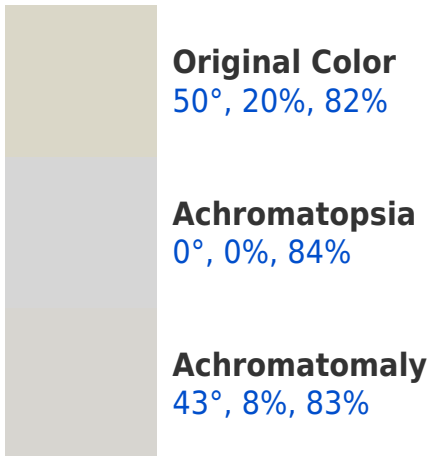 Original Color
50°, 20%, 82%
Achromatopsia
0°, 0%, 84%
Achromatomaly
43°, 8%, 83%